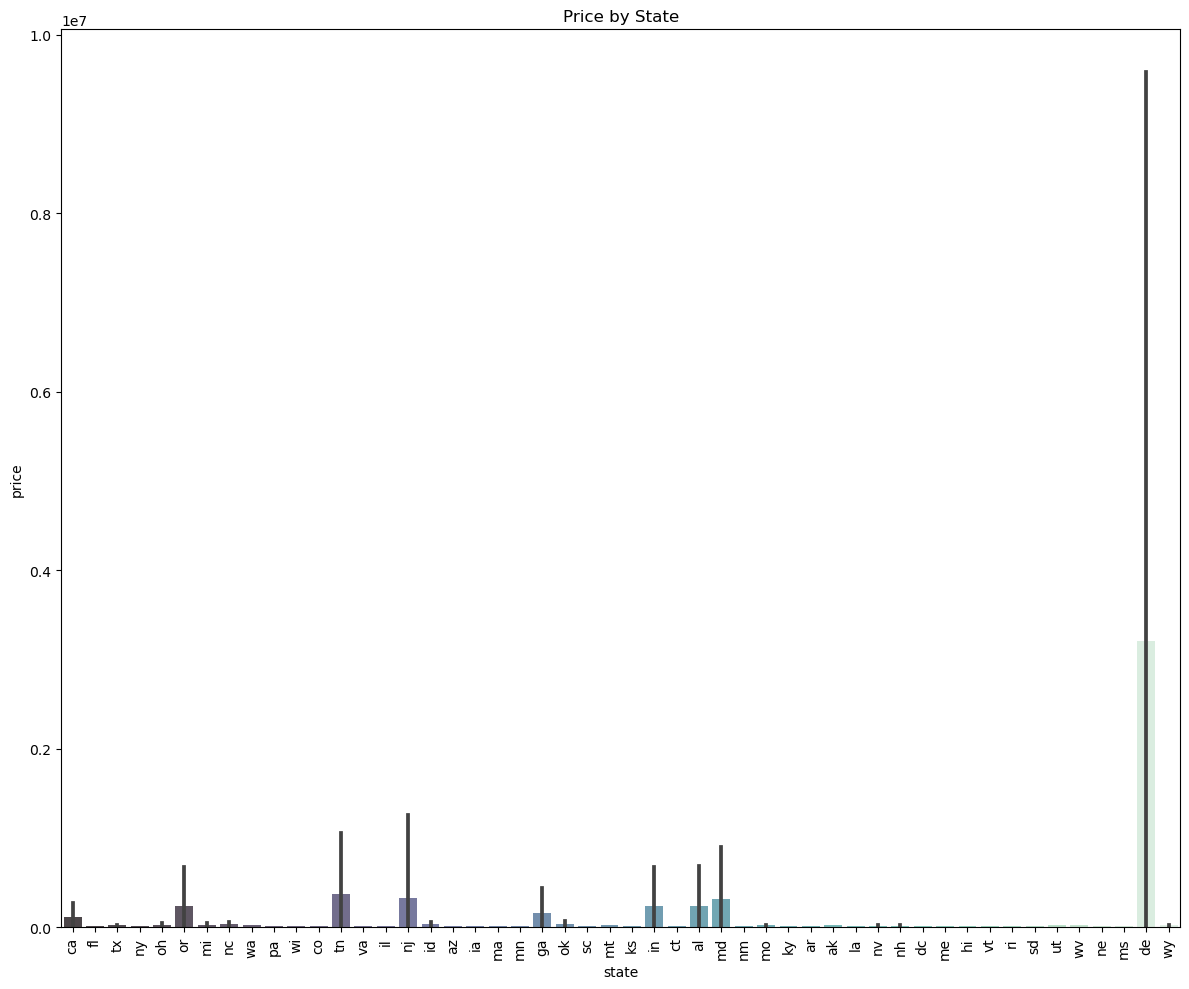 Price by State
1e7
1.0
0.8
0.6
0.4
0.2
0.0
price
ca fl tx ny oh or mi nc wa pa wi co tn va il nj id az ia ma mn ga ok sc mt ks in ct al md nm mo ky ar ak la nv nh dc me hi vt ri sd ut wv ne ms de wy
state